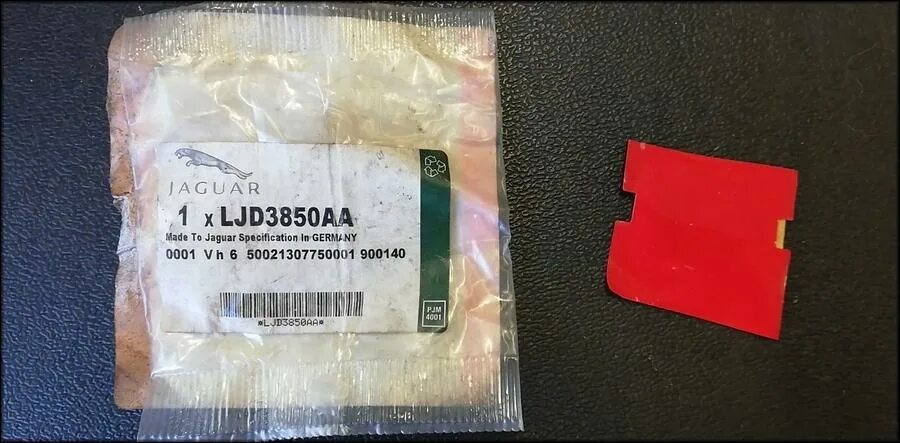 JAGUAR
1 x LJD3850AA
Made To Jaguar Specification In GERMANY
0001 Vh 6 50021307750001 900140
*LJD3850AA*
PJM
4001